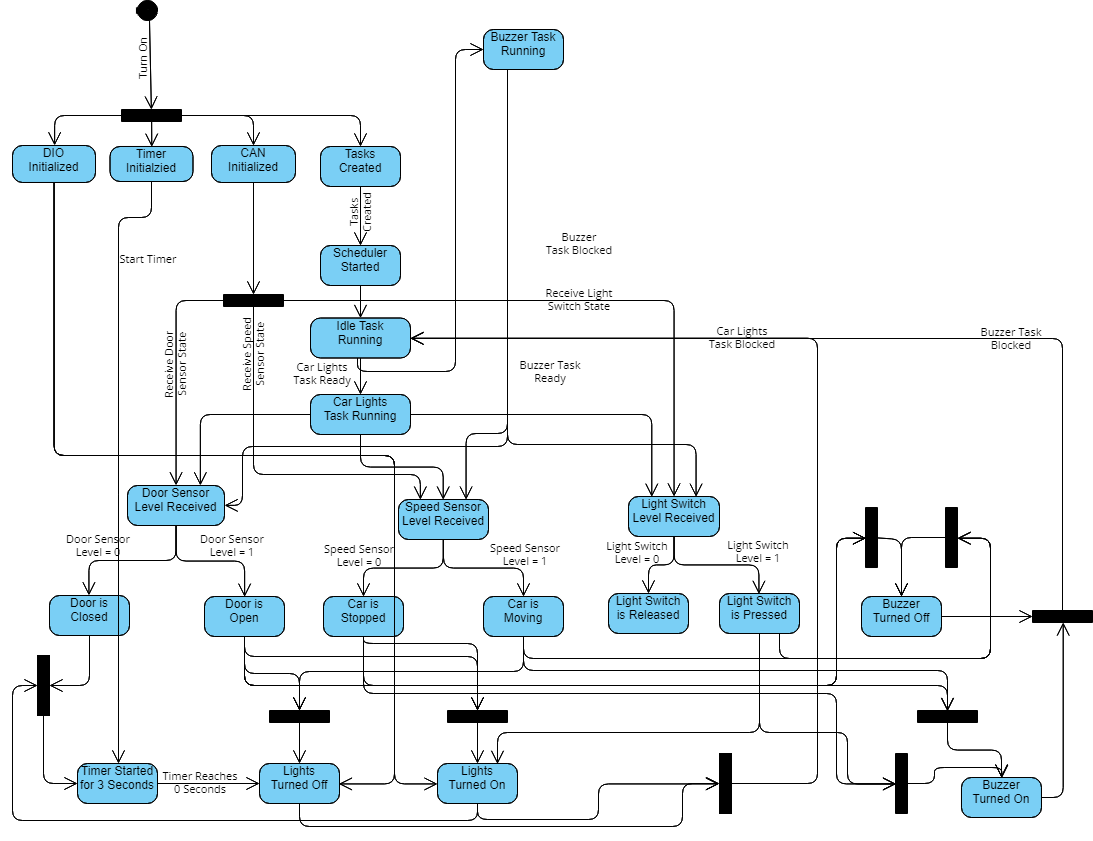 Turn On
Buzzer Task
Running
DIO
Initialized
Timer
Initialzied
CAN
Initialized
Tasks
Created
Tasks
Created
Start Timer
Scheduler
Started
Buzzer
Task Blocked
Receive Light
Switch State
Receive Door
Sensor State
Receive Speed
Sensor State
Idle Task
Running
Car Lights
Task Blocked
Buzzer Task
Blocked
Car Lights
Task Ready
Buzzer Task
Ready
Car Lights
Task Running
Door Sensor
Level Received
Speed Sensor
Level Received
Light Switch
Level Received
Door Sensor
Level = 0
Door Sensor
Level = 1
Speed Sensor
Level = 0
Speed Sensor
Level = 1
Light Switch
Level = 0
Light Switch
Level = 1
Door is
Closed
Door is
Open
Car is
Stopped
Car is
Moving
Light Switch
is Released
Light Switch
is Pressed
Buzzer
Turned Off
Timer Started
for 3 Seconds
Timer Reaches
0 Seconds
Lights
Turned Off
Lights
Turned On
Buzzer
Turned On